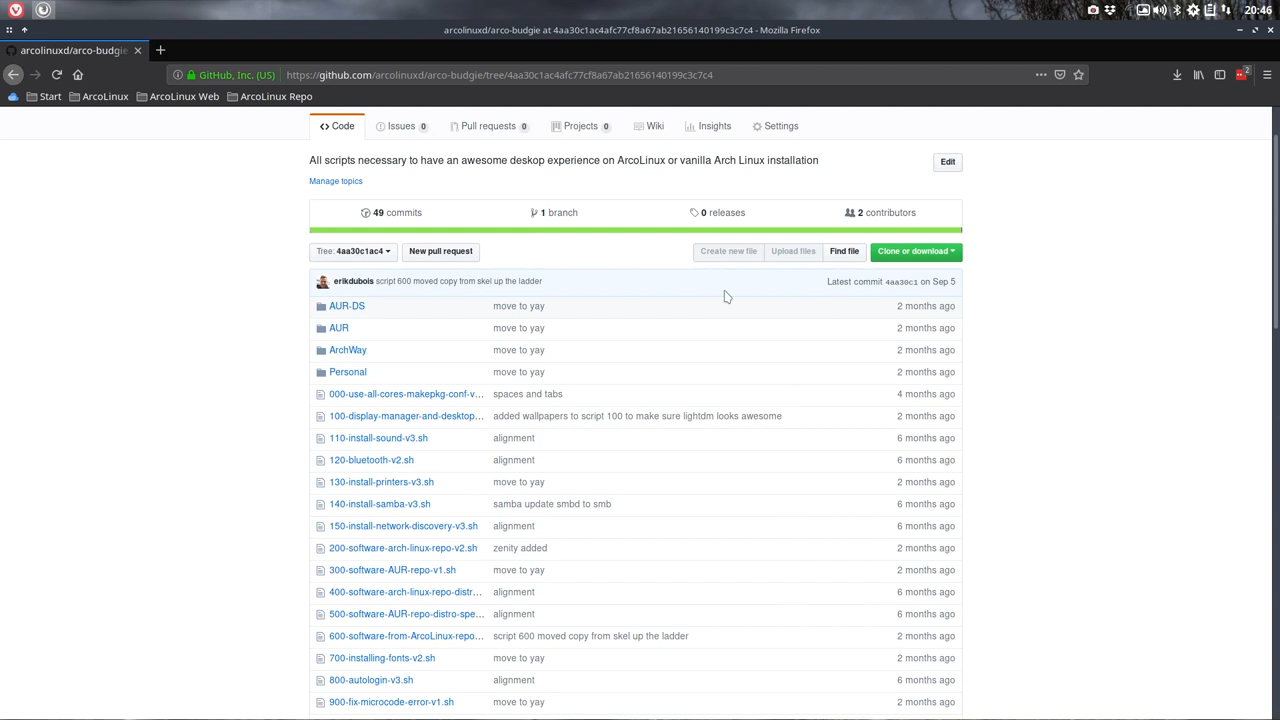 20:46
arcolinuxd/arco-budgie at 4aa30c1ac4afc77cf8a67ab21656140199c3c7c4 - Mozilla Firefox
arcolinuxd/arco-budgie
GitHub, Inc. (US) https://github.com/arcolinuxd/arco-budgie/tree/4aa30c1ac4afc77cf8a67ab21656140199c3c7c4 2
Start ArcoLinux ArcoLinux Web ArcoLinux Repo
Code Issues 0 Pull requests 0 Projects 0 Wiki Insights Settings
All scripts necessary to have an awesome deskop experience on ArcoLinux or vanilla Arch Linux installation Edit
Manage topics
49 commits 1 branch 0 releases 2 contributors
Tree: 4aa30c1ac4 New pull request Create new file Upload files Find file Clone or download
erikdubois script 600 moved copy from skel up the ladder Latest commit 4aa30c1 on Sep 5
AUR-DS move to yay 2 months ago
AUR move to yay 2 months ago
ArchWay move to yay 2 months ago
Personal move to yay 2 months ago
000-use-all-cores-makepkg-conf-v... spaces and tabs 4 months ago
100-display-manager-and-desktop... added wallpapers to script 100 to make sure lightdm looks awesome 2 months ago
110-install-sound-v3.sh alignment 6 months ago
120-bluetooth-v2.sh alignment 6 months ago
130-install-printers-v3.sh move to yay 2 months ago
140-install-samba-v3.sh samba update smbd to smb 6 months ago
150-install-network-discovery-v3.sh alignment 6 months ago
200-software-arch-linux-repo-v2.sh zenity added 2 months ago
300-software-AUR-repo-v1.sh move to yay 2 months ago
400-software-arch-linux-repo-distr... alignment 6 months ago
500-software-AUR-repo-distro-spe... alignment 6 months ago
600-software-from-ArcoLinux-repo... script 600 moved copy from skel up the ladder 2 months ago
700-installing-fonts-v2.sh move to yay 2 months ago
800-autologin-v3.sh alignment 6 months ago
900-fix-microcode-error-v1.sh move to yay 2 months ago